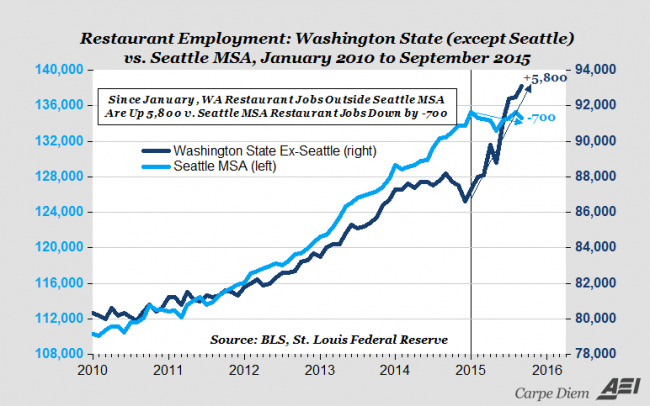 Restaurant Employment: Washington State (except Seattle)
vs. Seattle MSA, January 2010 to September 2015
140,000
136,000
132,000
128,000
124,000
120,000
116,000
112,000
108,000
94,000
92,000
90,000
88,000
86,000
84,000
82,000
80,000
78,000
Since January, WA Restaurant Jobs Outside Seattle MSA
Are Up 5,800 v. Seattle MSA Restaurant Jobs Down by -700
+5,800
-700
Washington State Ex-Seattle (right)
Seattle MSA (left)
Source: BLS, St. Louis Federal Reserve
2010 2011 2012 2013 2014 2015 2016
Carpe Diem AEI